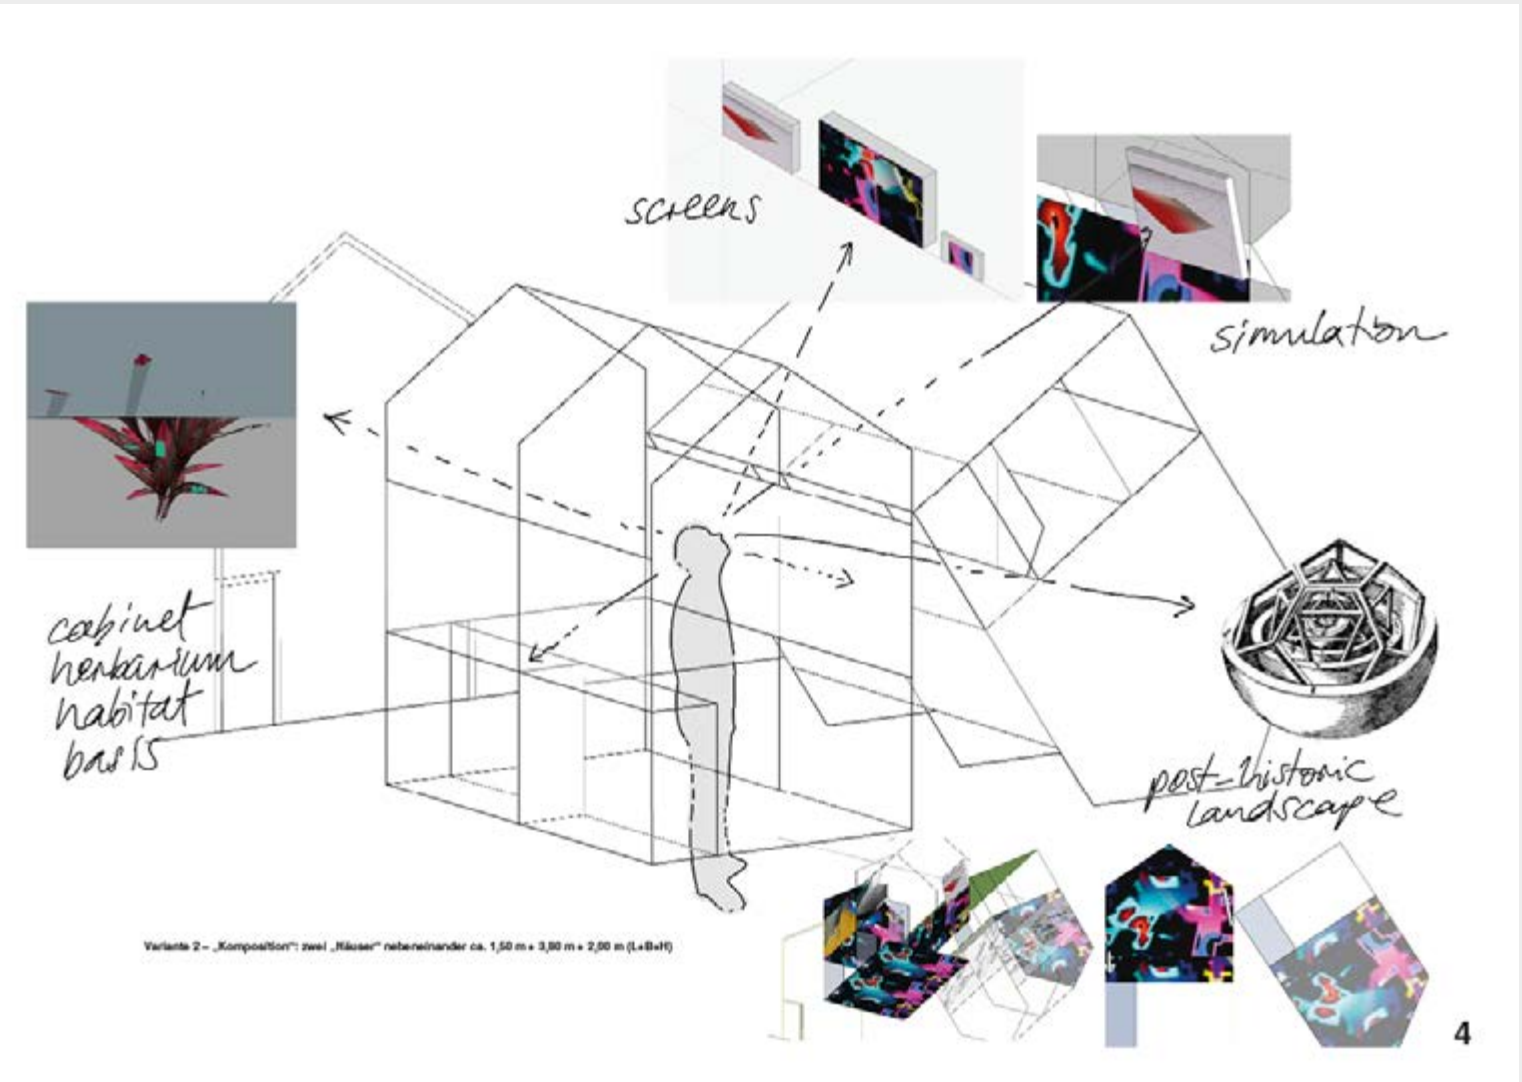 screens
simulation
cabinet
herbarium
habitat
basis
post-historic
landscape
Variante 2 – „Komposition“: zwei „Häuser“ nebeneinander ca. 1,50 m + 3,80 m + 2,00 m (L+B+H)
4